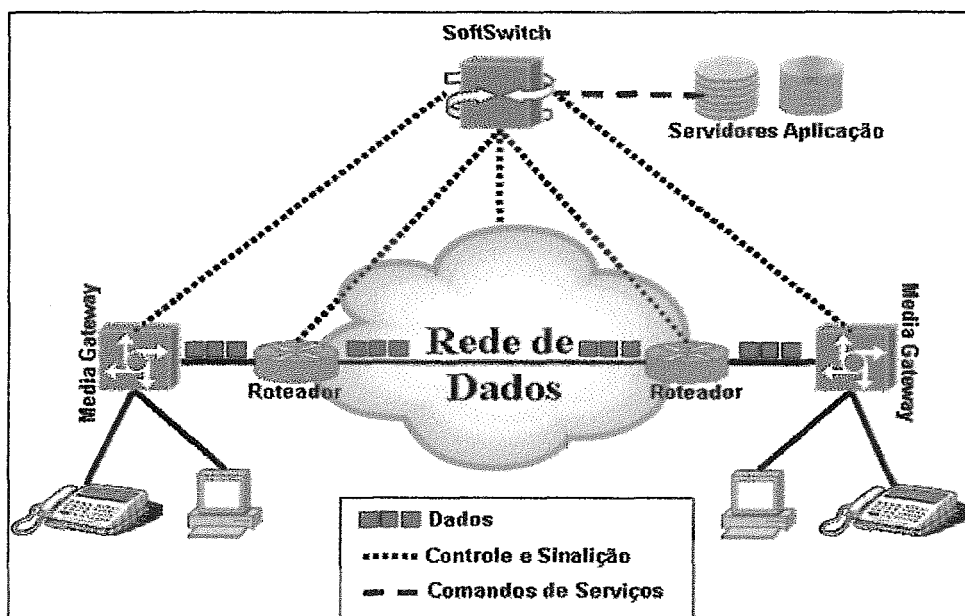 SoftSwitch
Servidores Aplicação
Media Gateway
Media Gateway
Rede de
Dados
Roteador
Roteador
Dados
Controle e Sinalição
Comandos de Serviços